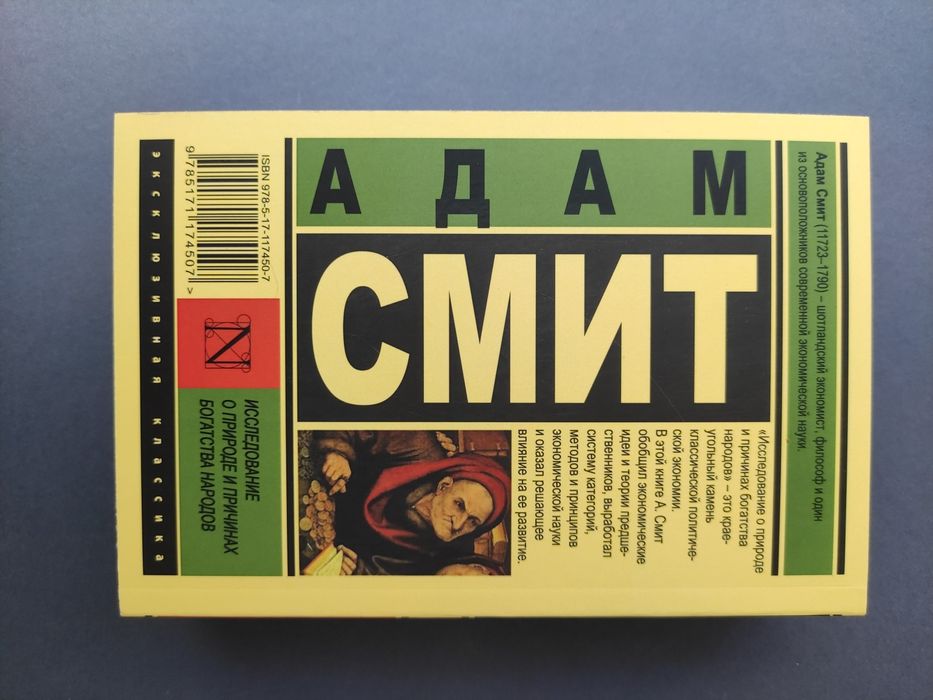 Адам Смит (11723–1790) – шотландский экономист, философ и один
из основоположников современной экономической науки.
АДАМ
СМИТ
«Исследование о природе
и причинах богатства
народов» – это крае-
угольный камень
классической политиче-
ской экономии.
В этой книге А. Смит
обобщил экономические
идеи и теории предше-
ственников, выработал
систему категорий,
методов и принципов
экономической науки
и оказал решающее
влияние на ее развитие.
ISBN 978-5-17-117450-7
9 785171 174507 >
N
ИССЛЕДОВАНИЕ
О ПРИРОДЕ И ПРИЧИНАХ
БОГАТСТВА НАРОДОВ
эксклюзивная классика